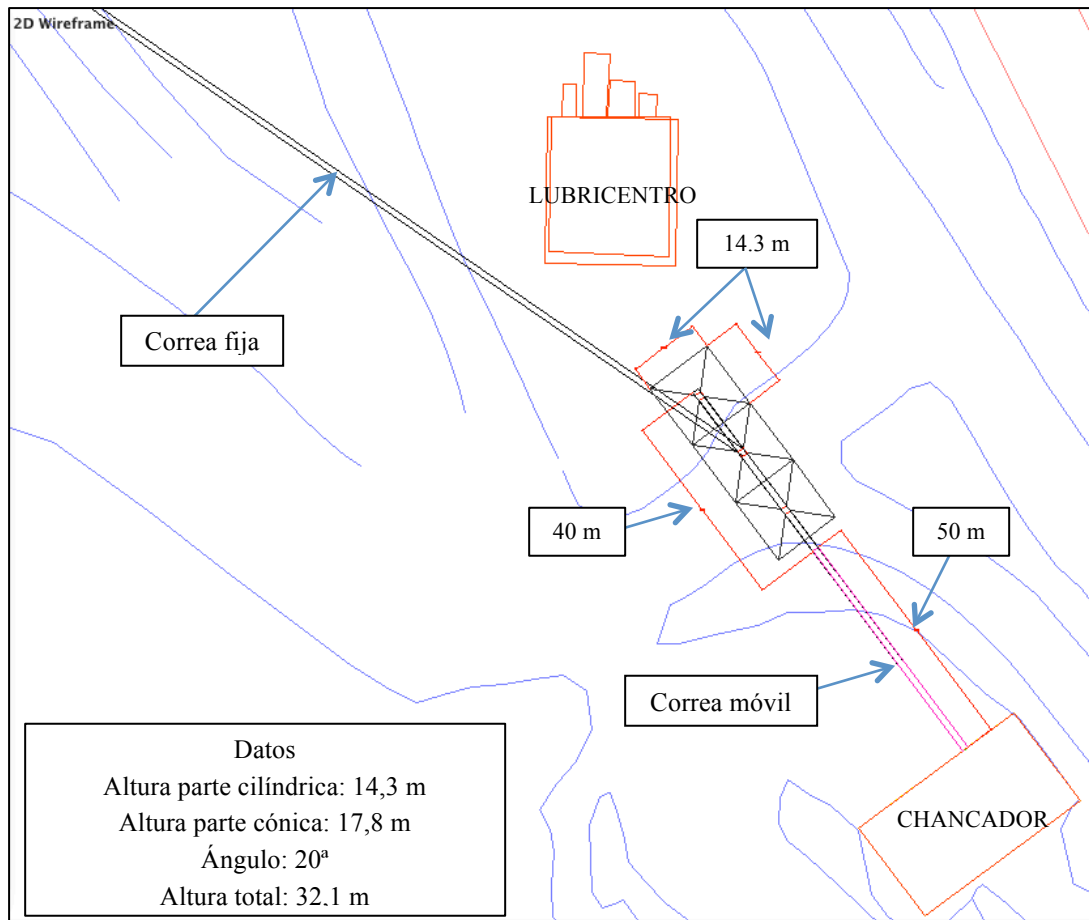 2D Wireframe
LUBRICENTRO
14.3 m
Correa fija
40 m
50 m
Correa móvil
Datos
Altura parte cilíndrica: 14,3 m
Altura parte cónica: 17,8 m
Ángulo: 20ª
Altura total: 32,1 m
CHANCADOR